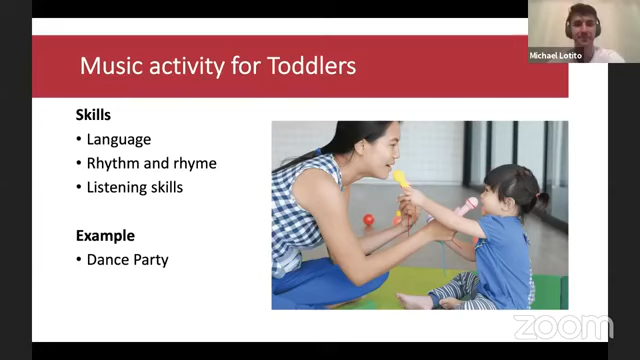 Music activity for Toddlers
Michael Lotito
Skills
• Language
• Rhythm and rhyme
• Listening skills
Example
• Dance Party
zoom